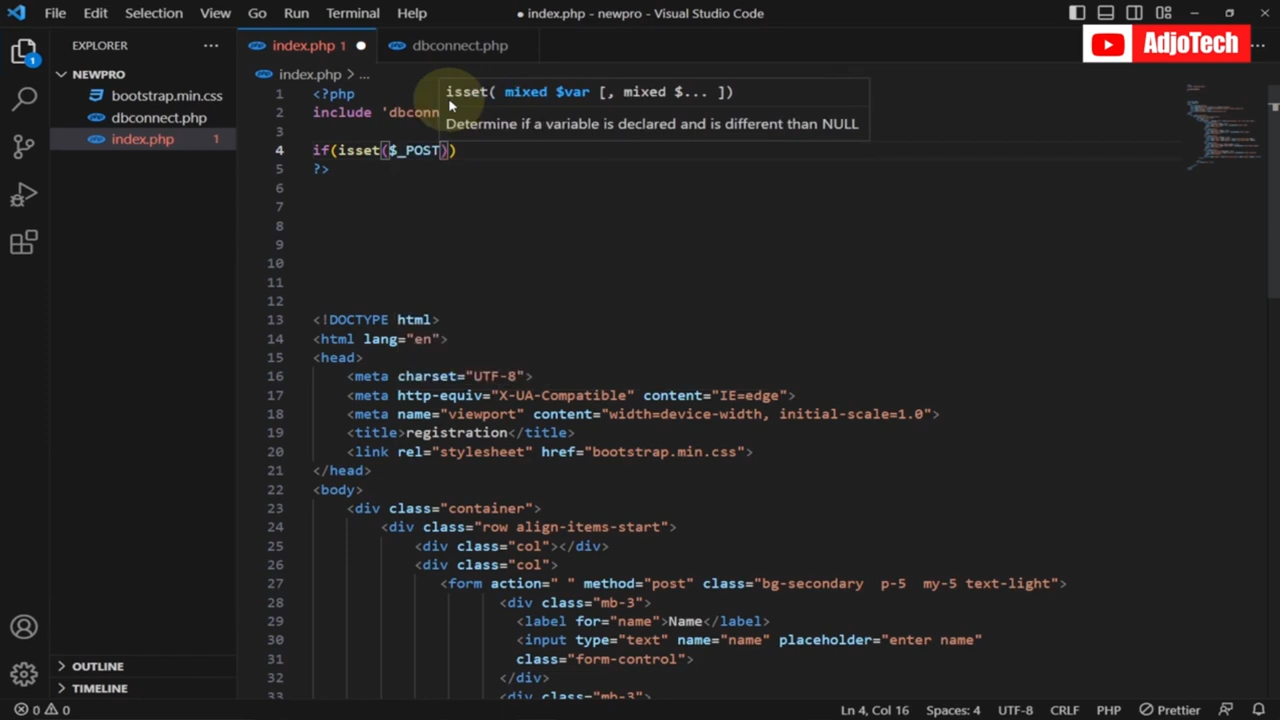 File Edit Selection View Go Run Terminal Help
● index.php - newpro - Visual Studio Code
AdjoTech
EXPLORER
NEWPRO
bootstrap.min.css
dbconnect.php
index.php 1
OUTLINE
TIMELINE
index.php 1
dbconnect.php
index.php > ...
isset( mixed $var [, mixed $... ])
Determine if a variable is declared and is different than NULL
1 <?php
2 include 'dbconn
3
4 if(isset($_POST))
5 ?>
6
7
8
9
10
11
12
13 <!DOCTYPE html>
14 <html lang="en">
15 <head>
16 <meta charset="UTF-8">
17 <meta http-equiv="X-UA-Compatible" content="IE=edge">
18 <meta name="viewport" content="width=device-width, initial-scale=1.0">
19 <title>registration</title>
20 <link rel="stylesheet" href="bootstrap.min.css">
21 </head>
22 <body>
23 <div class="container">
24 <div class="row align-items-start">
25 <div class="col"></div>
26 <div class="col">
27 <form action=" " method="post" class="bg-secondary p-5 my-5 text-light">
28 <div class="mb-3">
29 <label for="name">Name</label>
30 <input type="text" name="name" placeholder="enter name"
31 class="form-control">
32 </div>
33 <div class="mb-3">
1
0 0
Ln 4, Col 16 Spaces: 4 UTF-8 CRLF PHP Prettier